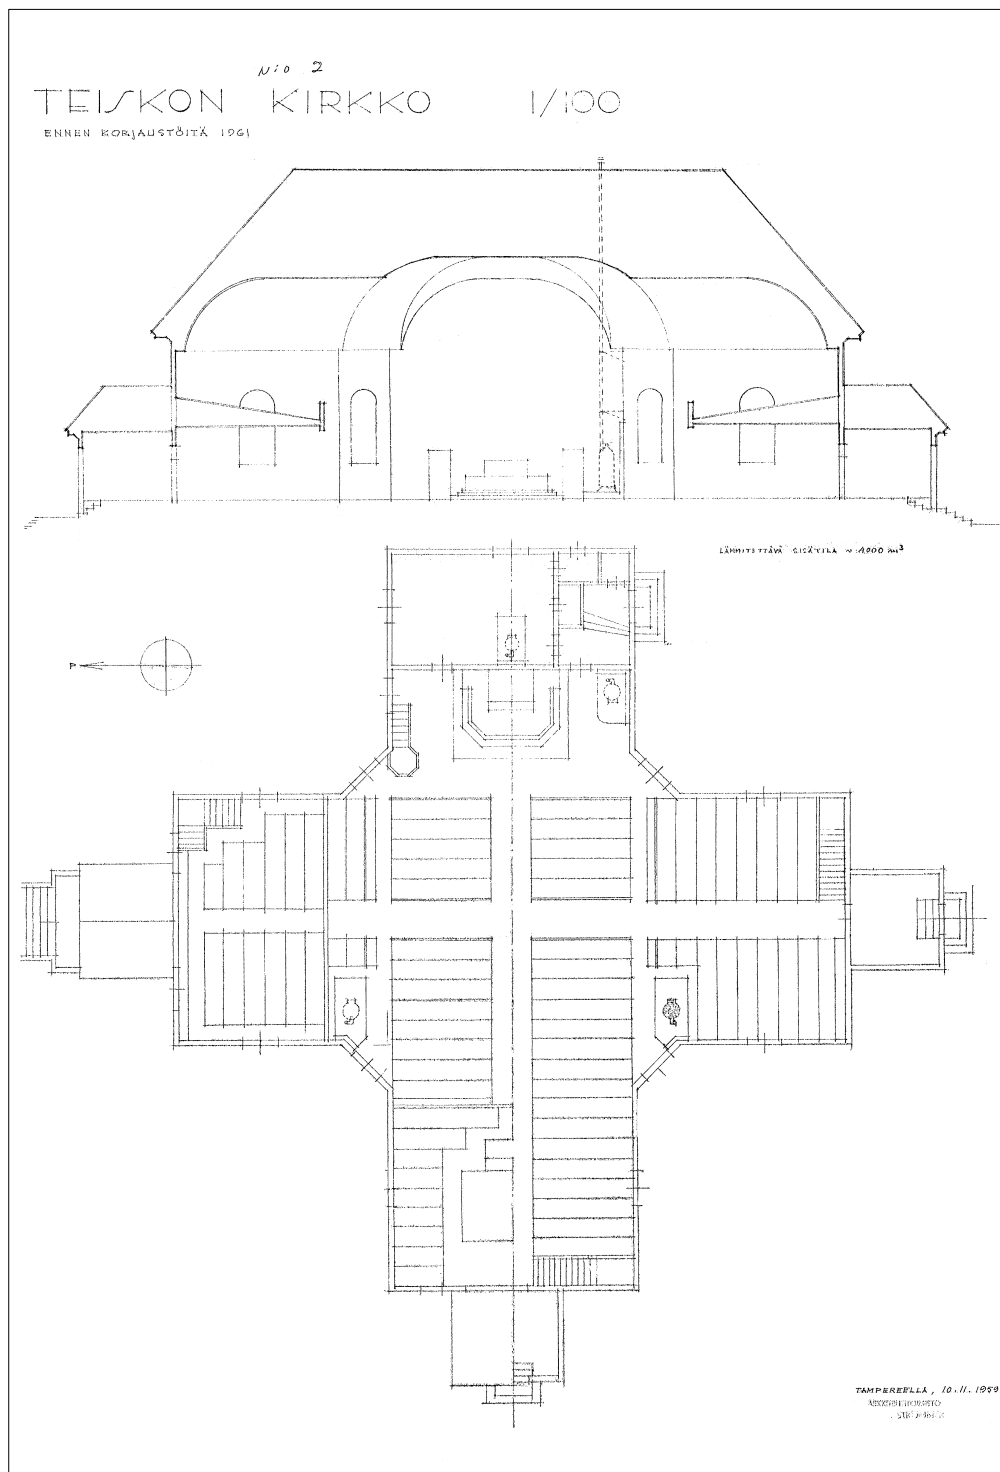 N:o 2
TEISKON KIRKKO 1/100
ENNEN KORJAUSTÖITÄ 1961
LÄMMITETTÄVÄ SISÄTILA n. 4000 m³
P
TAMPEREELLA, 10.11.1959